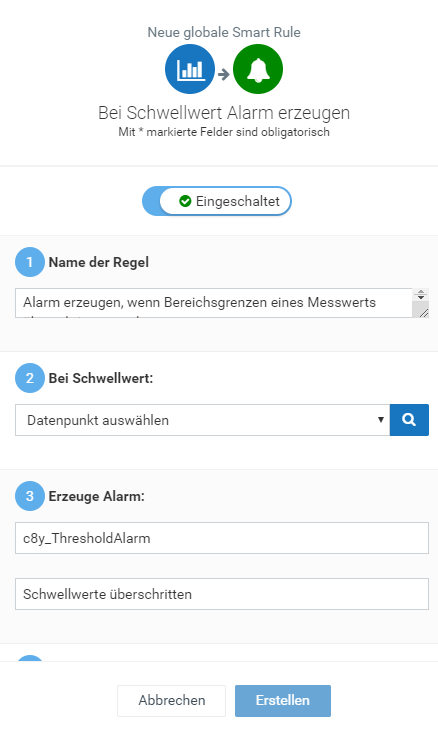 Neue globale Smart Rule
Bei Schwellwert Alarm erzeugen
Mit * markierte Felder sind obligatorisch
Eingeschaltet
1 Name der Regel
Alarm erzeugen, wenn Bereichsgrenzen eines Messwerts
2 Bei Schwellwert:
Datenpunkt auswählen
3 Erzeuge Alarm:
c8y_ThresholdAlarm
Schwellwerte überschritten
Abbrechen Erstellen